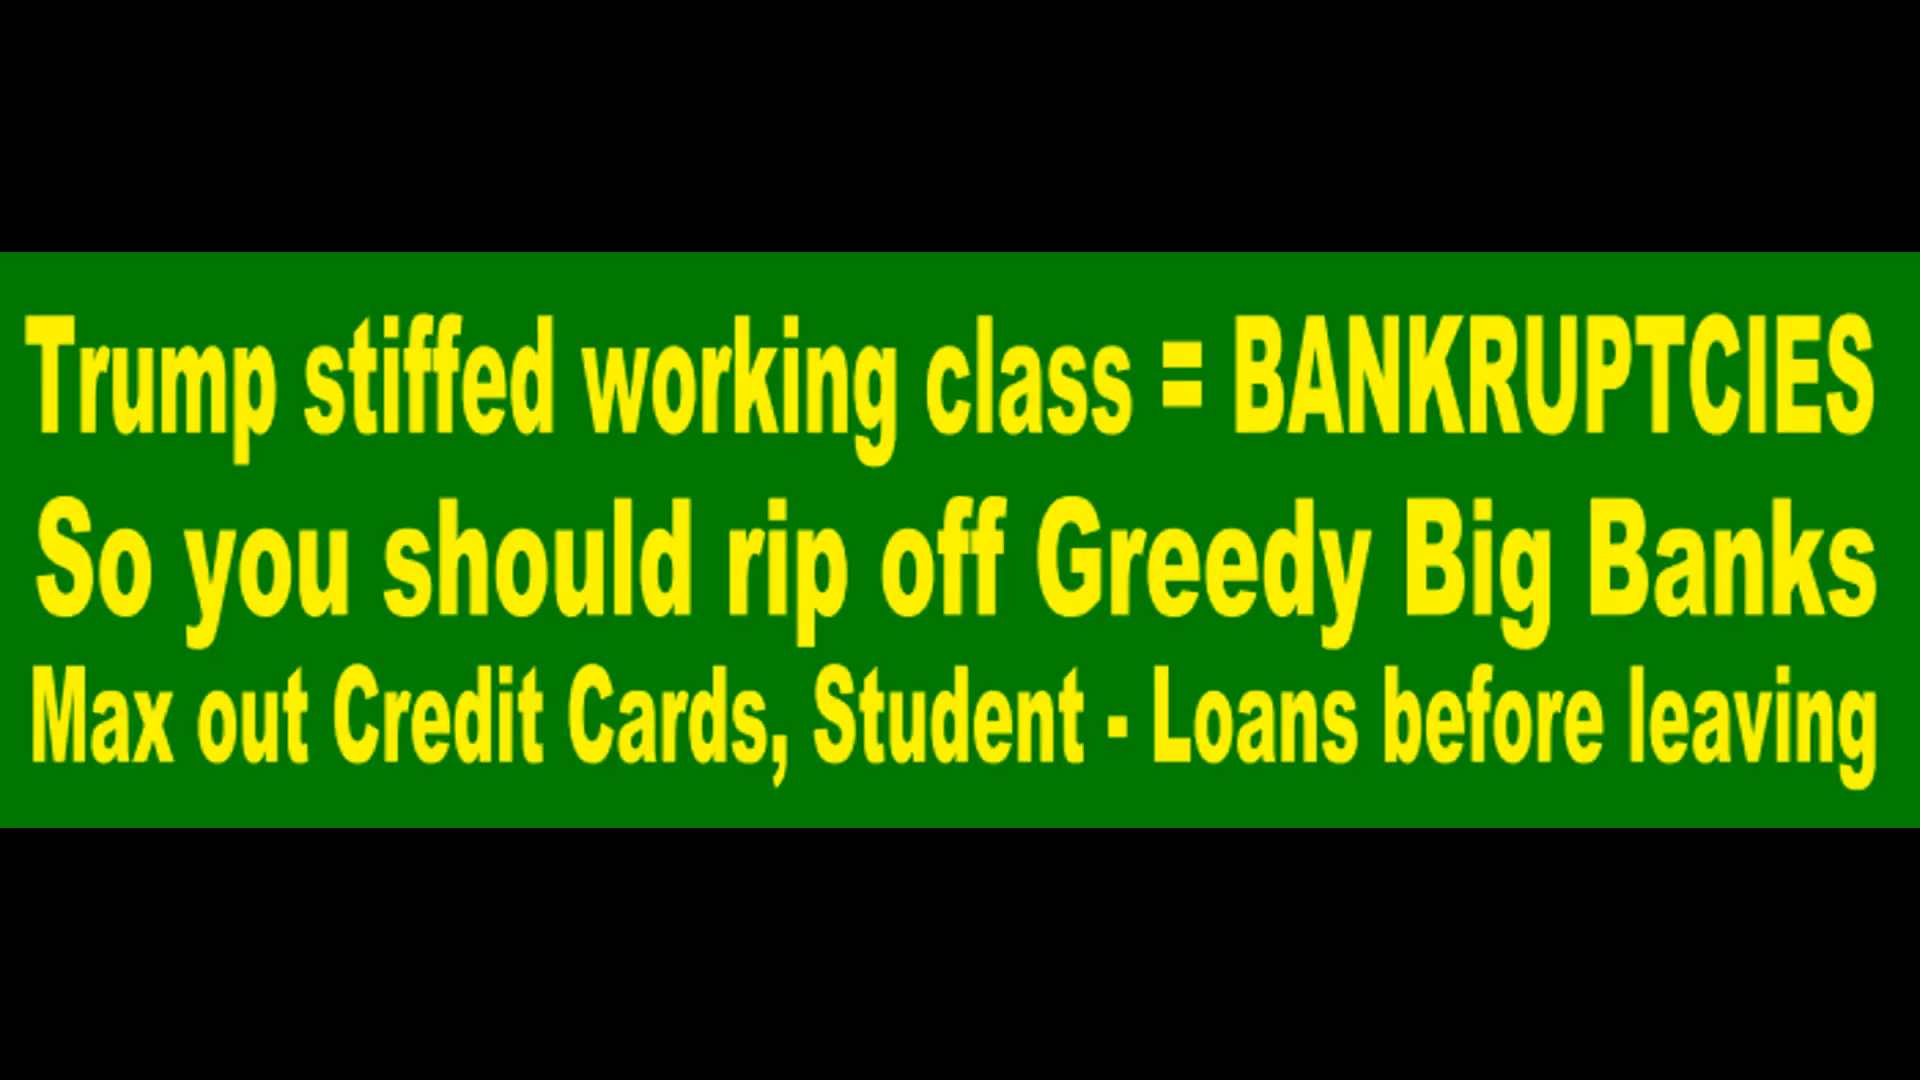 Trump stiffed working class = BANKRUPTCIES
So you should rip off Greedy Big Banks
Max out Credit Cards, Student - Loans before leaving